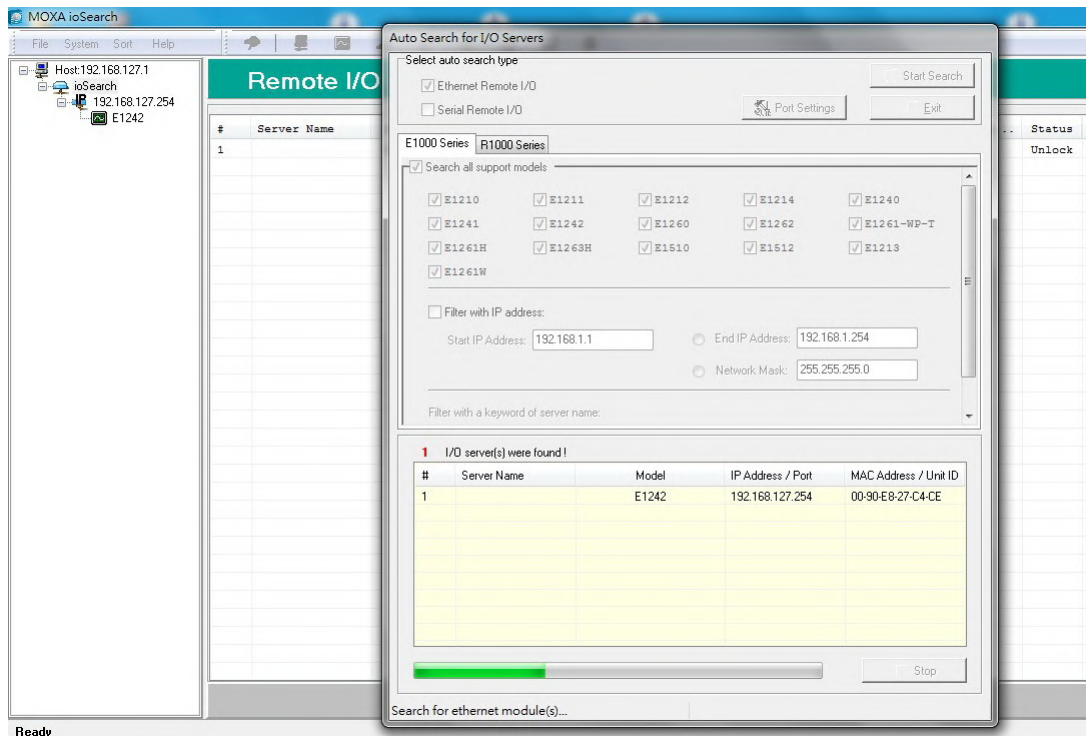 MOXA ioSearch
File System Sort Help
Host:192.168.127.1
ioSearch
192.168.127.254
E1242
Remote I/O
# Server Name Status
1 Unlock
Auto Search for I/O Servers
Select auto search type
Ethernet Remote I/O
Serial Remote I/O
Start Search
Port Settings
Exit
E1000 Series R1000 Series
Search all support models
E1210 E1211 E1212 E1214 E1240
E1241 E1242 E1260 E1262 E1261-WP-T
E1261H E1263H E1510 E1512 E1213
E1261W
Filter with IP address:
Start IP Address: 192.168.1.1 End IP Address: 192.168.1.254
Network Mask: 255.255.255.0
Filter with a keyword of server name:
1 I/O server(s) were found !
# Server Name Model IP Address / Port MAC Address / Unit ID
1 E1242 192.168.127.254 00-90-E8-27-C4-CE
Stop
Search for ethernet module(s)...
Ready